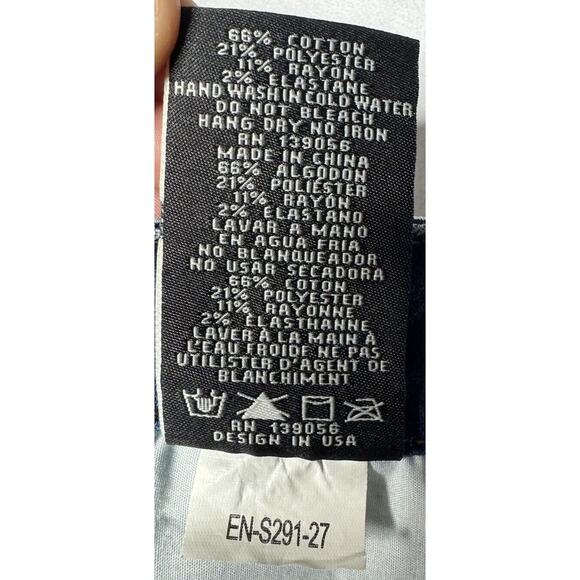 66% COTTON
21% POLYESTER
11% RAYON
2% ELASTANE
HAND WASH IN COLD WATER
DO NOT BLEACH
HANG DRY NO IRON
RN 139056
MADE IN CHINA
66% ALGODON
21% POLIÉSTER
11% RAYÓN
2% ELASTANO
LAVAR A MANO
EN AGUA FRIA
NO BLANQUEADOR
NO USAR SECADORA
66% COTON
21% POLYESTER
11% RAYONNE
2% ÉLASTHANNE
LAVER À LA MAIN À
L'EAU FROIDE NE PAS
UTILISTER D'AGENT DE
BLANCHIMENT
RN 139056
DESIGN IN USA
EN-S291-27